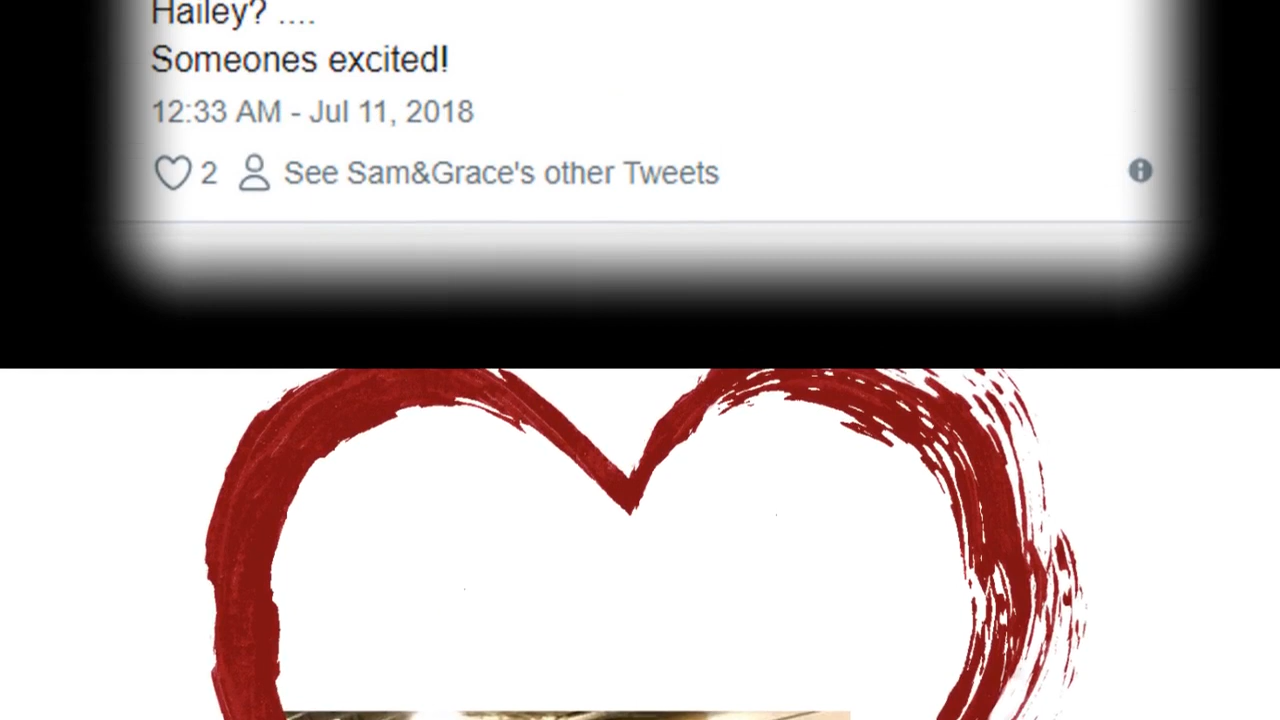 Hailey? ....
Someones excited!
12:33 AM - Jul 11, 2018
2 See Sam&Grace's other Tweets